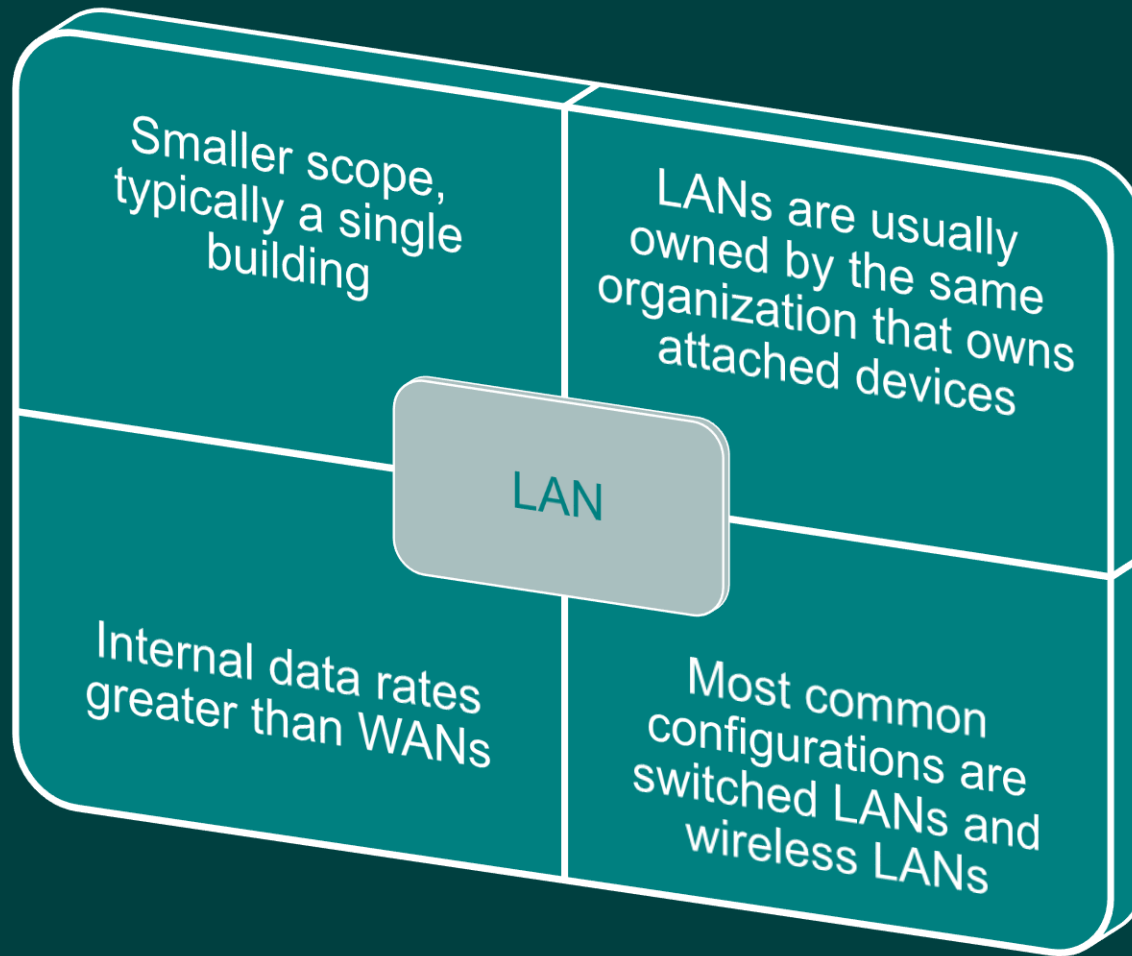 Smaller scope,
typically a single
building
LANs are usually
owned by the same
organization that owns
attached devices
LAN
Internal data rates
greater than WANs
Most common
configurations are
switched LANs and
wireless LANs